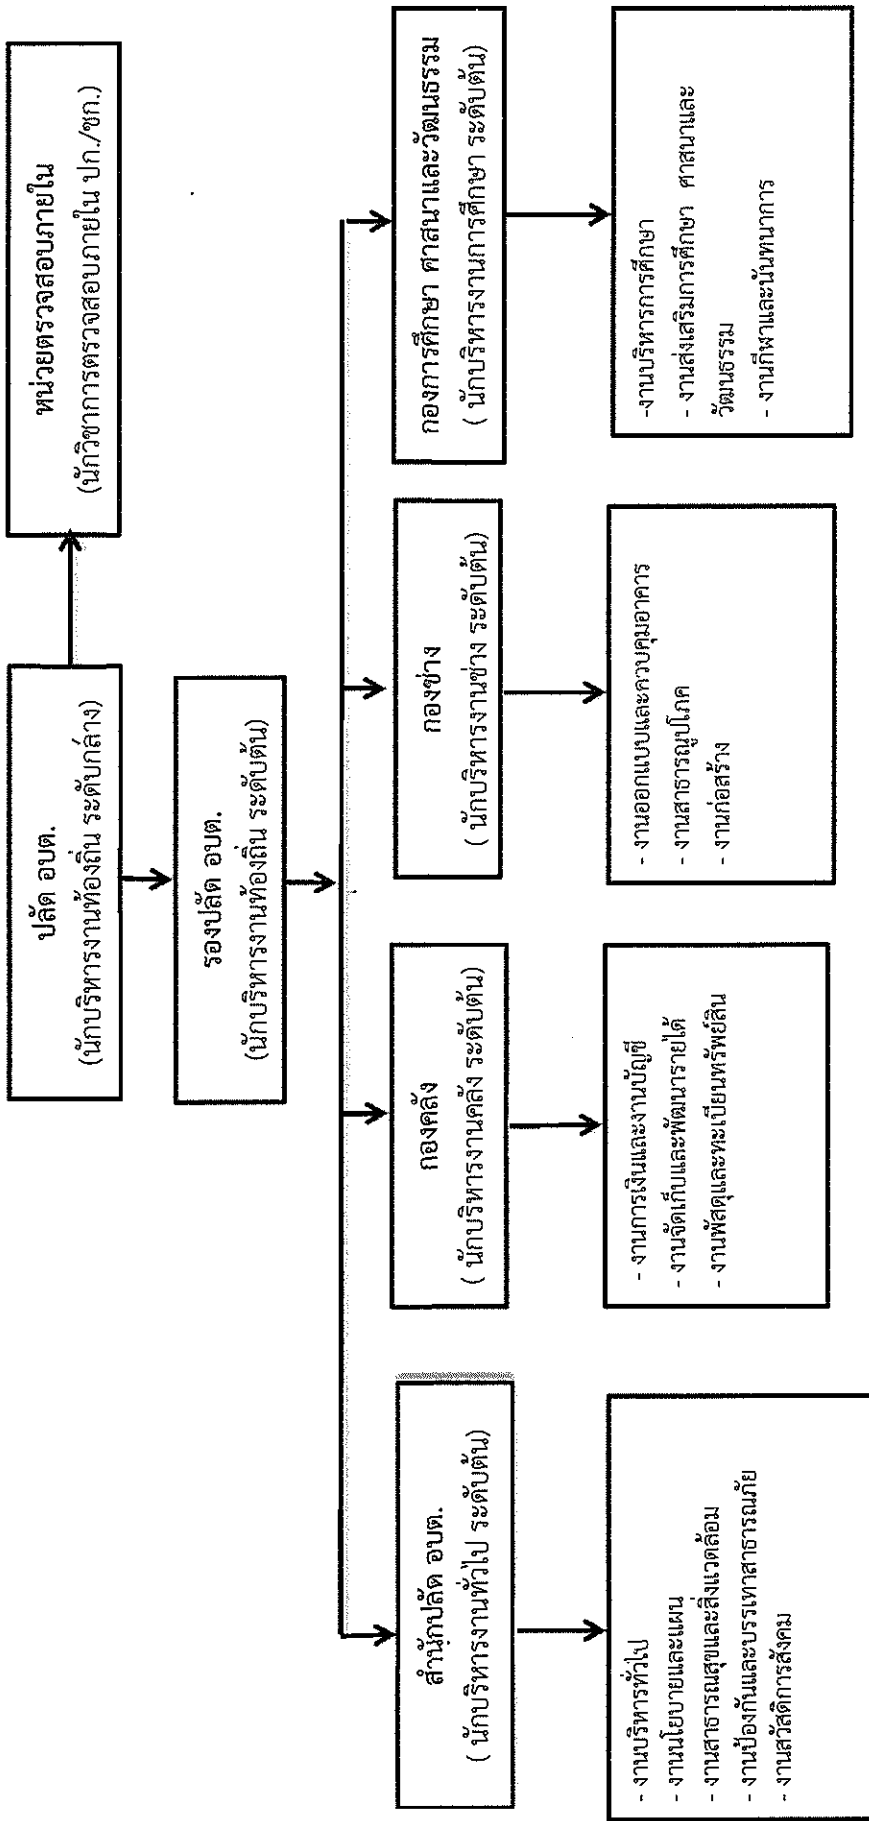 ปลัด อบต.
(นักบริหารงานท้องถิ่น ระดับกลาง)
หน่วยตรวจสอบภายใน
(นักวิชาการตรวจสอบภายใน ปก./ชก.)
รองปลัด อบต.
(นักบริหารงานท้องถิ่น ระดับต้น)
สำนักปลัด อบต.
( นักบริหารงานทั่วไป ระดับต้น)
กองคลัง
( นักบริหารงานคลัง ระดับต้น)
กองช่าง
( นักบริหารงานช่าง ระดับต้น)
กองการศึกษา ศาสนาและวัฒนธรรม
( นักบริหารงานการศึกษา ระดับต้น)
- งานบริหารทั่วไป
- งานนโยบายและแผน
- งานสาธารณสุขและสิ่งแวดล้อม
- งานป้องกันและบรรเทาสาธารณภัย
- งานสวัสดิการสังคม
- งานการเงินและงานบัญชี
- งานจัดเก็บและพัฒนารายได้
- งานพัสดุและทะเบียนทรัพย์สิน
- งานออกแบบและควบคุมอาคาร
- งานสาธารณูปโภค
- งานก่อสร้าง
-งานบริหารการศึกษา
- งานส่งเสริมการศึกษา ศาสนาและ
วัฒนธรรม
- งานกีฬาและนันทนาการ